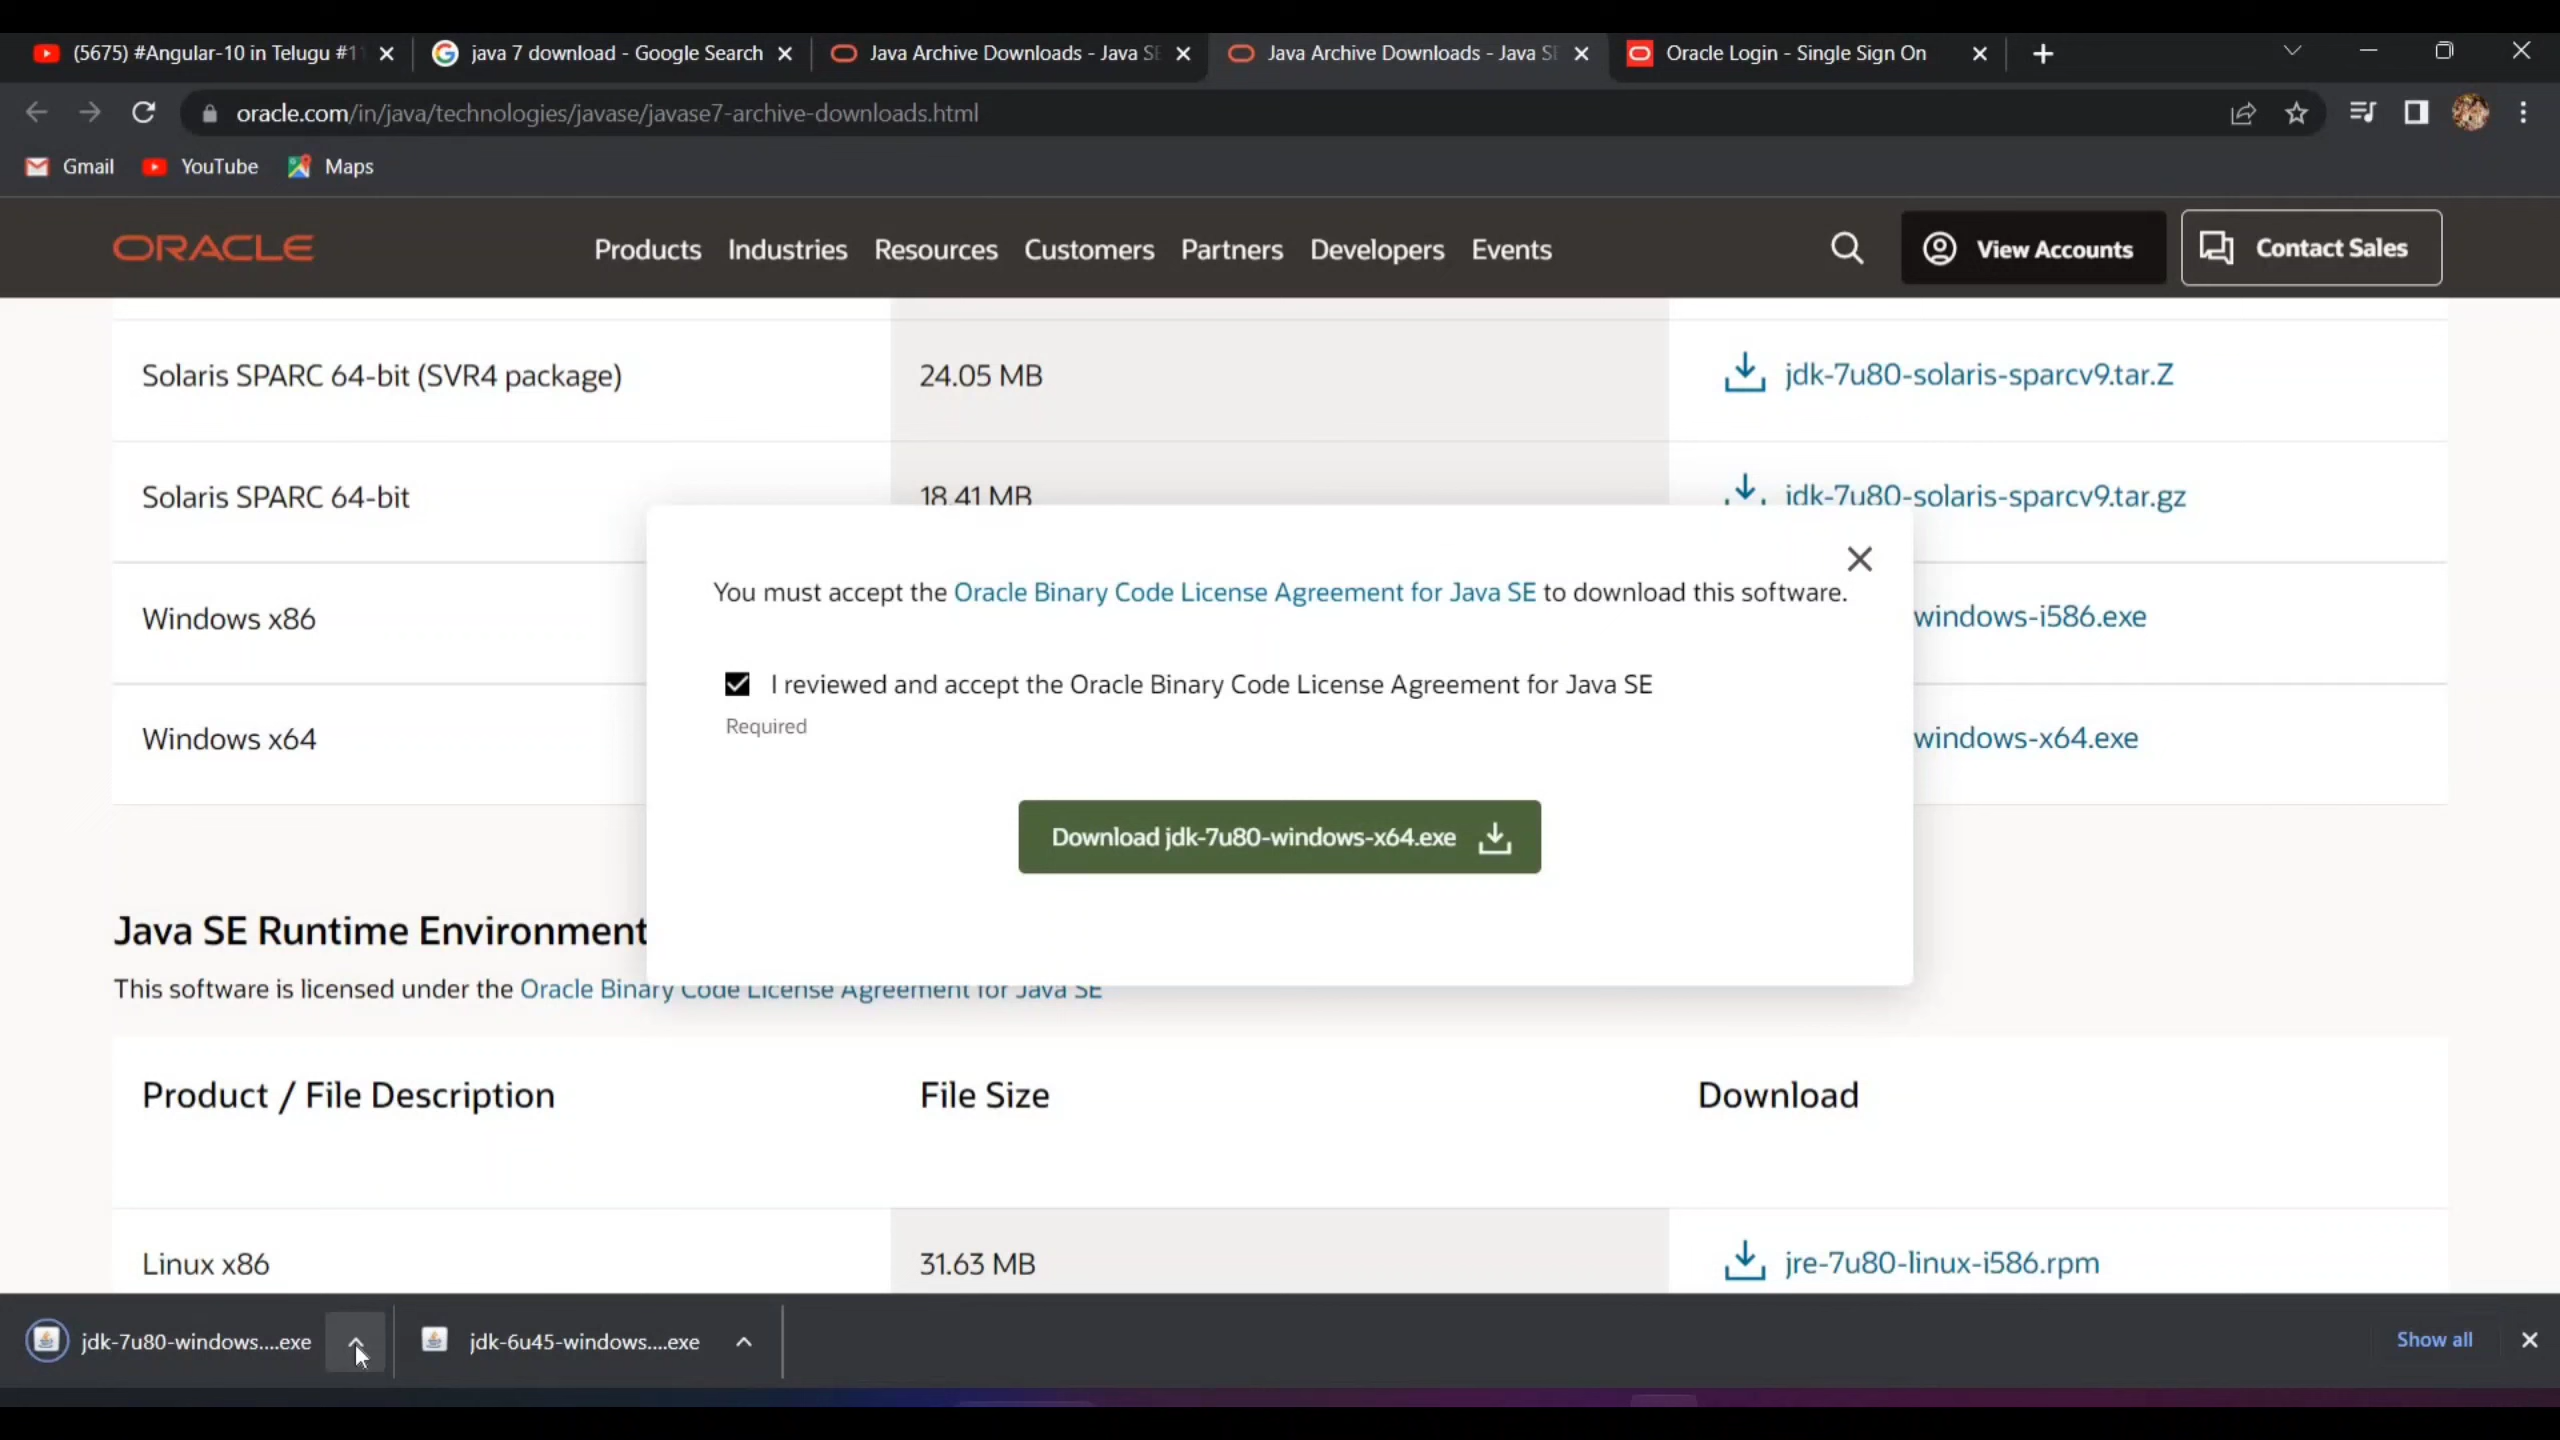 (5675) #Angular-10 in Telugu #1
java 7 download - Google Search
Java Archive Downloads - Java SE
Java Archive Downloads - Java SE
Oracle Login - Single Sign On
oracle.com/in/java/technologies/javase/javase7-archive-downloads.html
Gmail YouTube Maps
ORACLE Products Industries Resources Customers Partners Developers Events View Accounts Contact Sales
Solaris SPARC 64-bit (SVR4 package) 24.05 MB jdk-7u80-solaris-sparcv9.tar.Z
Solaris SPARC 64-bit 18.41 MB jdk-7u80-solaris-sparcv9.tar.gz
You must accept the Oracle Binary Code License Agreement for Java SE to download this software.
Windows x86 windows-i586.exe
I reviewed and accept the Oracle Binary Code License Agreement for Java SE
Required
Windows x64 windows-x64.exe
Download jdk-7u80-windows-x64.exe
Java SE Runtime Environment
This software is licensed under the Oracle Binary Code License Agreement for Java SE
Product / File Description File Size Download
Linux x86 31.63 MB jre-7u80-linux-i586.rpm
jdk-7u80-windows....exe jdk-6u45-windows....exe Show all